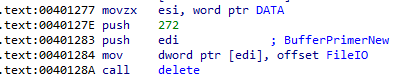 .text:00401277 movzx esi, word ptr DATA
.text:0040127E push 272
.text:00401283 push edi ; BufferPrimerNew
.text:00401284 mov dword ptr [edi], offset FileIO
.text:0040128A call delete